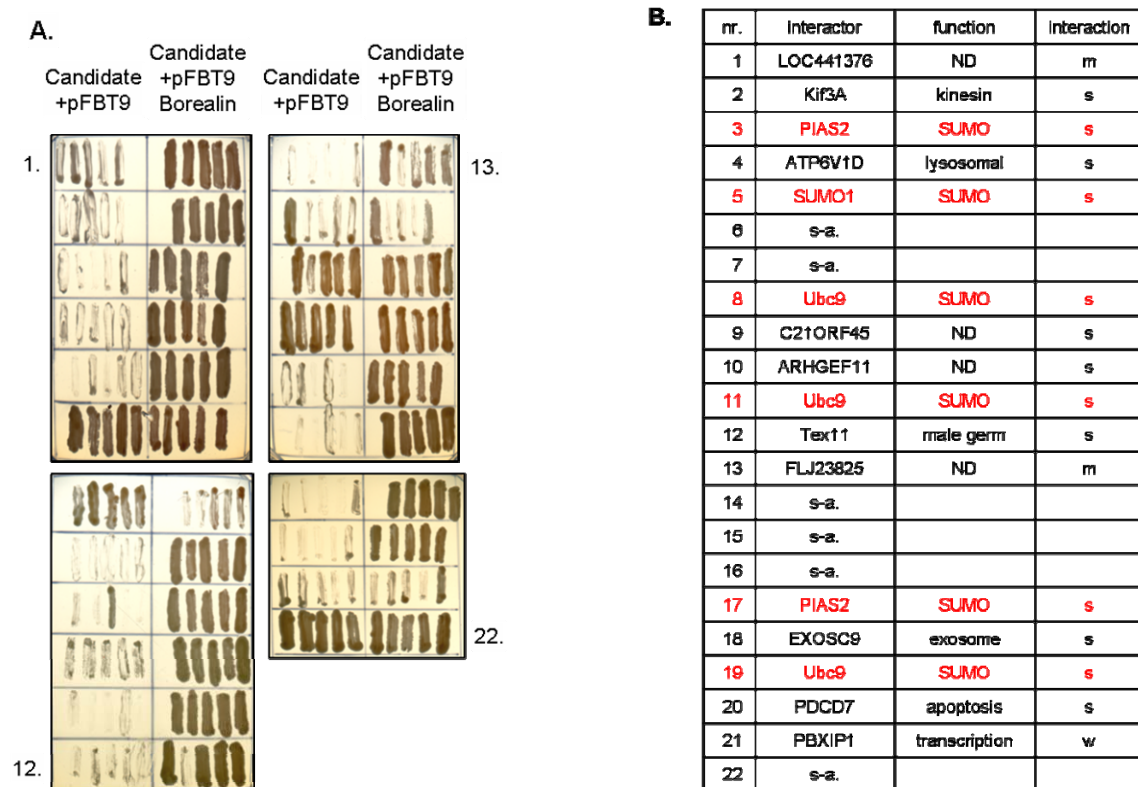 A.
Candidate
+pFBT9
Candidate
+pFBT9
Borealin
Candidate
+pFBT9
Candidate
+pFBT9
Borealin
1.
13.
12.
22.
B.
nr. interactor function interaction
1 LOC441376 ND m
2 Kif3A kinesin s
3 PIAS2 SUMO s
4 ATP6V1D lysosomal s
5 SUMO1 SUMO s
6 s-a.
7 s-a.
8 Ubc9 SUMO s
9 C21ORF45 ND s
10 ARHGEF11 ND s
11 Ubc9 SUMO s
12 Tex11 male germ s
13 FLJ23825 ND m
14 s-a.
15 s-a.
16 s-a.
17 PIAS2 SUMO s
18 EXOSC9 exosome s
19 Ubc9 SUMO s
20 PDCD7 apoptosis s
21 PBXIP1 transcription w
22 s-a.